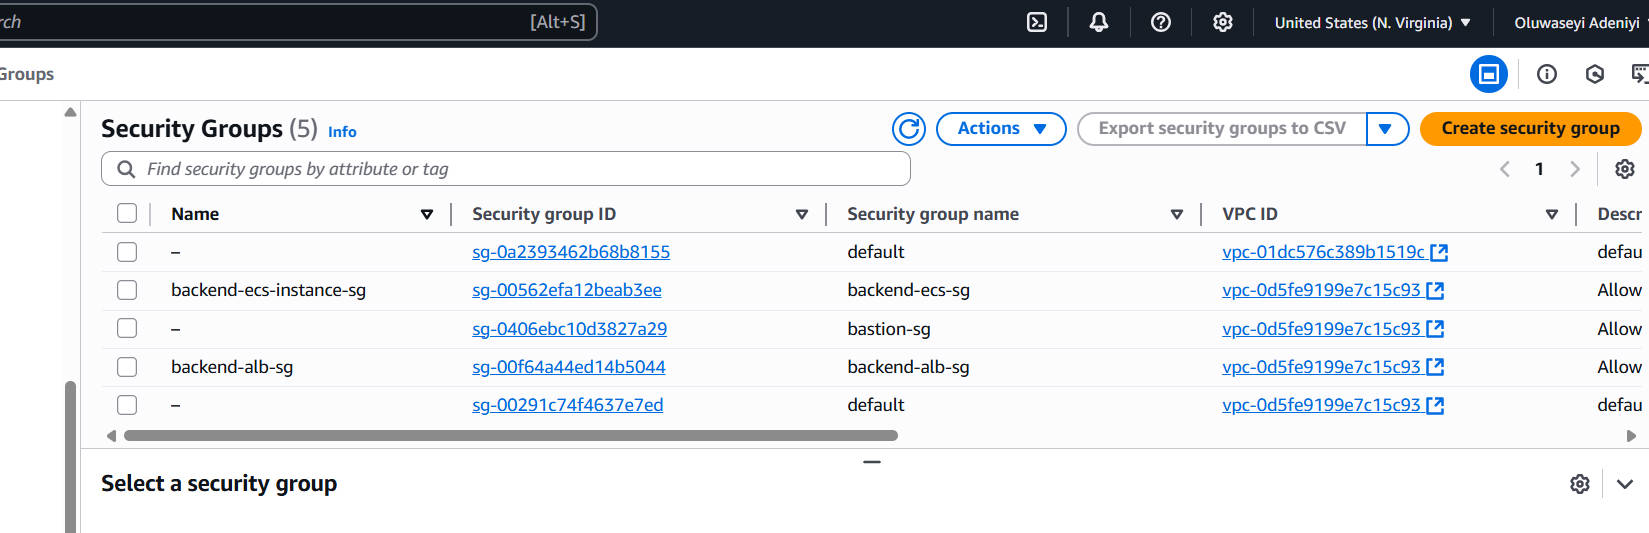 rch [Alt+S] United States (N. Virginia) Oluwaseyi Adeniyi
Groups
Security Groups (5) Info Actions Export security groups to CSV Create security group
Find security groups by attribute or tag 1
Name Security group ID Security group name VPC ID Descr
– sg-0a2393462b68b8155 default vpc-01dc576c389b1519c defau
backend-ecs-instance-sg sg-00562efa12beab3ee backend-ecs-sg vpc-0d5fe9199e7c15c93 Allow
– sg-0406ebc10d3827a29 bastion-sg vpc-0d5fe9199e7c15c93 Allow
backend-alb-sg sg-00f64a44ed14b5044 backend-alb-sg vpc-0d5fe9199e7c15c93 Allow
– sg-00291c74f4637e7ed default vpc-0d5fe9199e7c15c93 defau
Select a security group